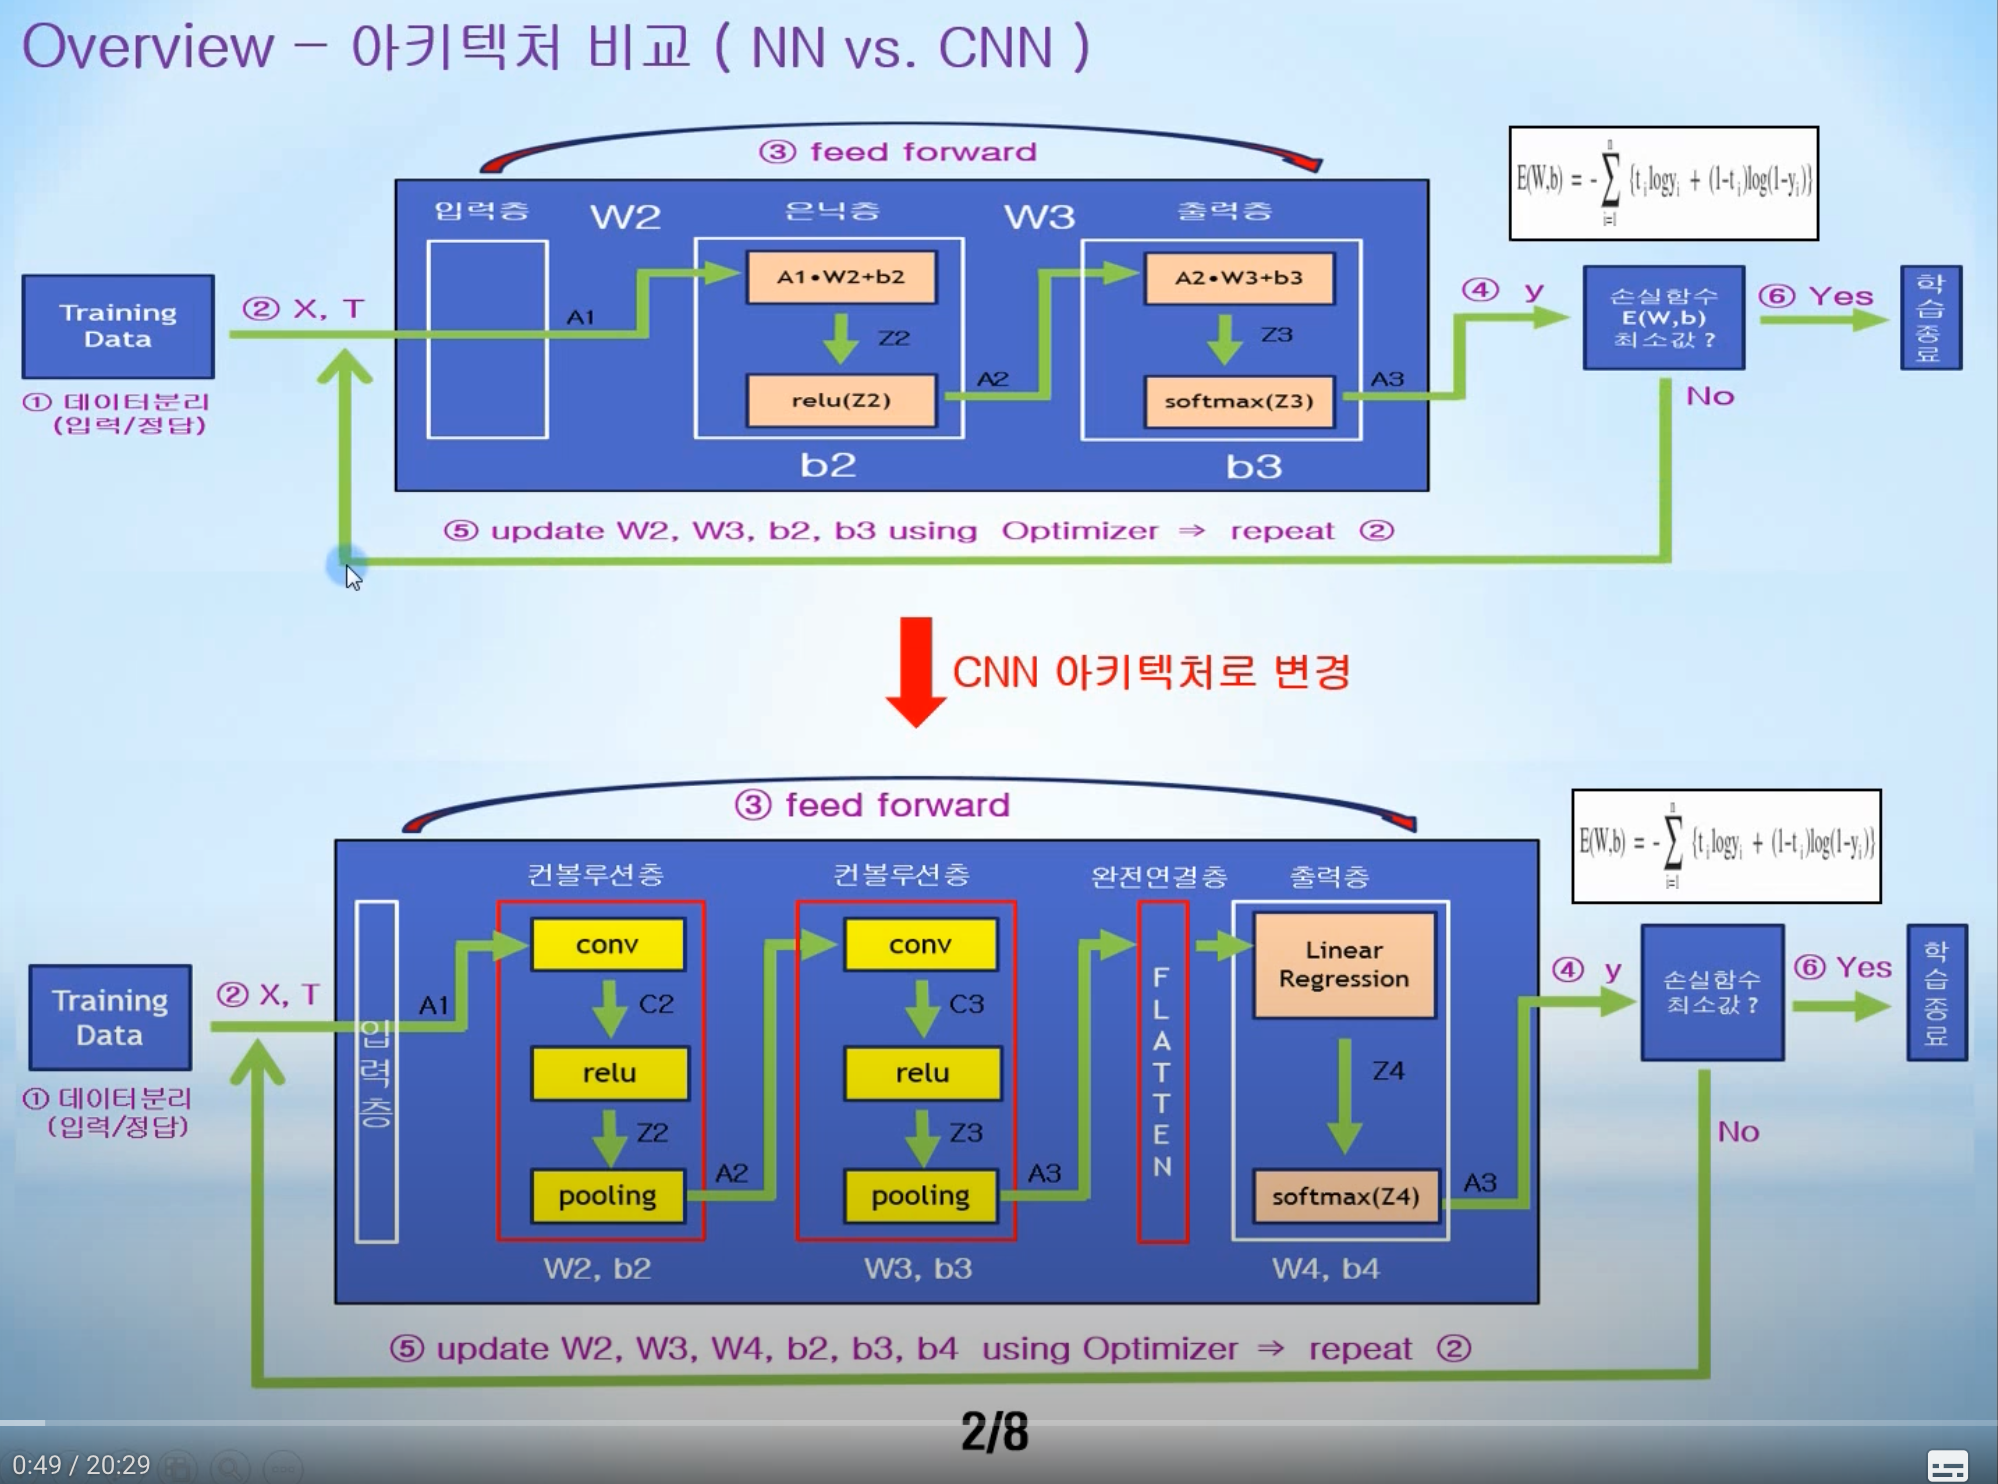 Overview – 아키텍처 비교 ( NN vs. CNN )
③ feed forward
E(W,b) = -∑{t_i logy_i + (1-t_i)log(1-y_i)}
n
i=1
입력층
W2
은닉층
W3
출력층
Training
Data
② X, T
A1
A1•W2+b2
Z2
relu(Z2)
A2
A2•W3+b3
Z3
softmax(Z3)
A3
④ y
손실함수
E(W,b)
최소값 ?
⑥ Yes
학습종료
No
① 데이터분리
(입력/정답)
b2
b3
⑤ update W2, W3, b2, b3 using Optimizer ⇒ repeat ②
CNN 아키텍처로 변경
③ feed forward
E(W,b) = -∑{t_i logy_i + (1-t_i)log(1-y_i)}
n
i=1
컨볼루션층
컨볼루션층
완전연결층
출력층
Training
Data
② X, T
입력층
A1
conv
C2
relu
Z2
pooling
A2
conv
C3
relu
Z3
pooling
A3
FLATTEN
Linear
Regression
Z4
softmax(Z4)
A3
④ y
손실함수
최소값 ?
⑥ Yes
학습종료
No
① 데이터분리
(입력/정답)
W2, b2
W3, b3
W4, b4
⑤ update W2, W3, W4, b2, b3, b4 using Optimizer ⇒ repeat ②
2/8
0:49 / 20:29